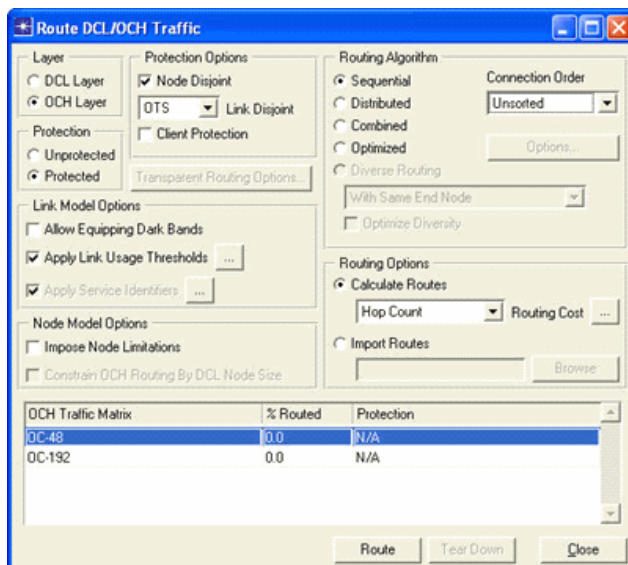 Route DCL/OCH Traffic
Layer
DCL Layer
OCH Layer
Protection
Unprotected
Protected
Protection Options
Node Disjoint
OTS Link Disjoint
Client Protection
Transparent Routing Options...
Link Model Options
Allow Equipping Dark Bands
Apply Link Usage Thresholds ...
Apply Service Identifiers ...
Node Model Options
Impose Node Limitations
Constrain OCH Routing By DCL Node Size
Routing Algorithm
Sequential
Distributed
Combined
Optimized
Diverse Routing
With Same End Node
Optimize Diversity
Connection Order
Unsorted
Options...
Routing Options
Calculate Routes
Hop Count Routing Cost ...
Import Routes
Browse
OCH Traffic Matrix % Routed Protection
OC-48 0.0 N/A
OC-192 0.0 N/A
Route Tear Down Close